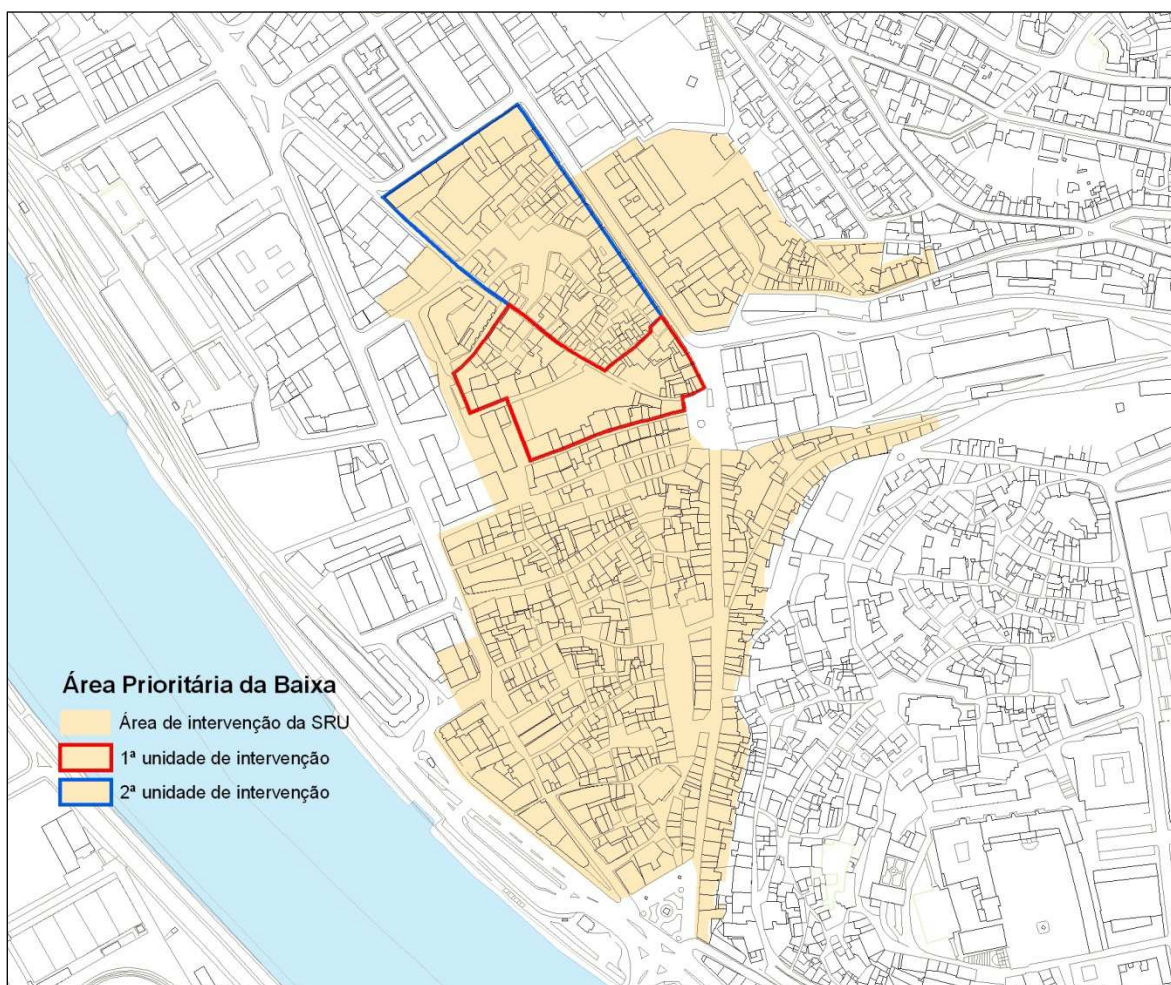 Área Prioritária da Baixa
Área de intervenção da SRU
1ª unidade de intervenção
2ª unidade de intervenção